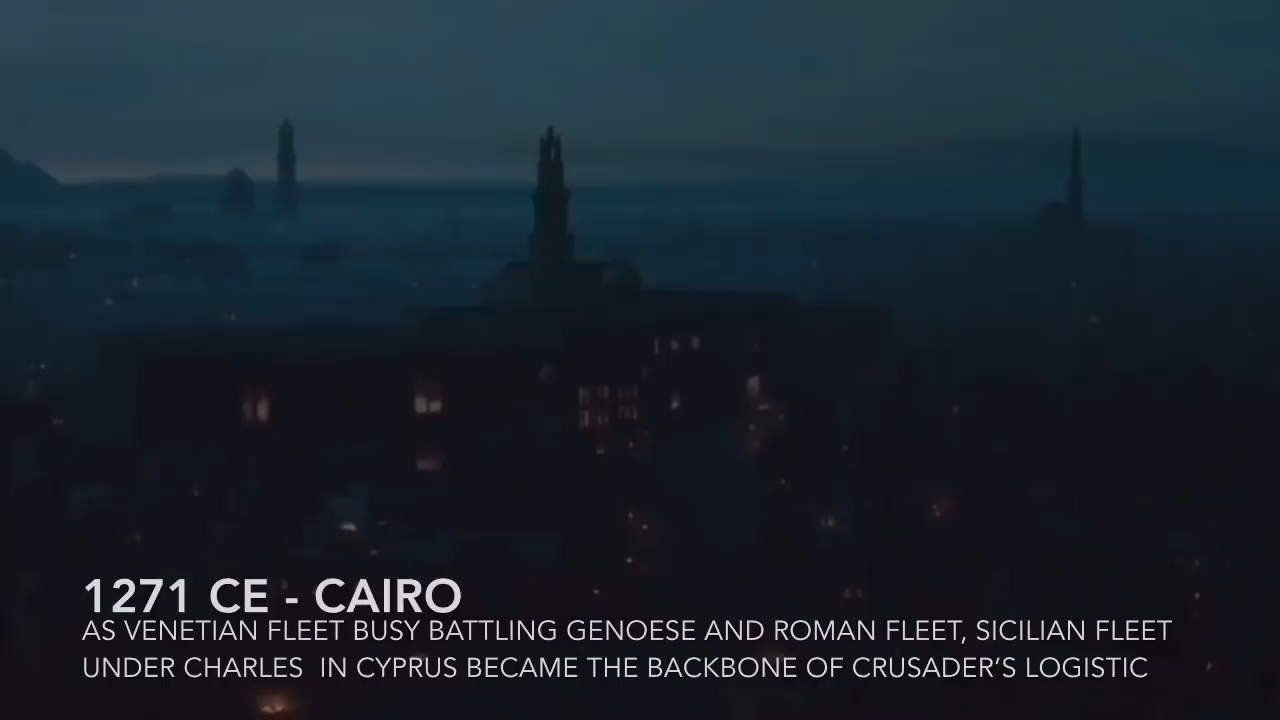 1271 CE - CAIRO
AS VENETIAN FLEET BUSY BATTLING GENOESE AND ROMAN FLEET, SICILIAN FLEET
UNDER CHARLES  IN CYPRUS BECAME THE BACKBONE OF CRUSADER’S LOGISTIC